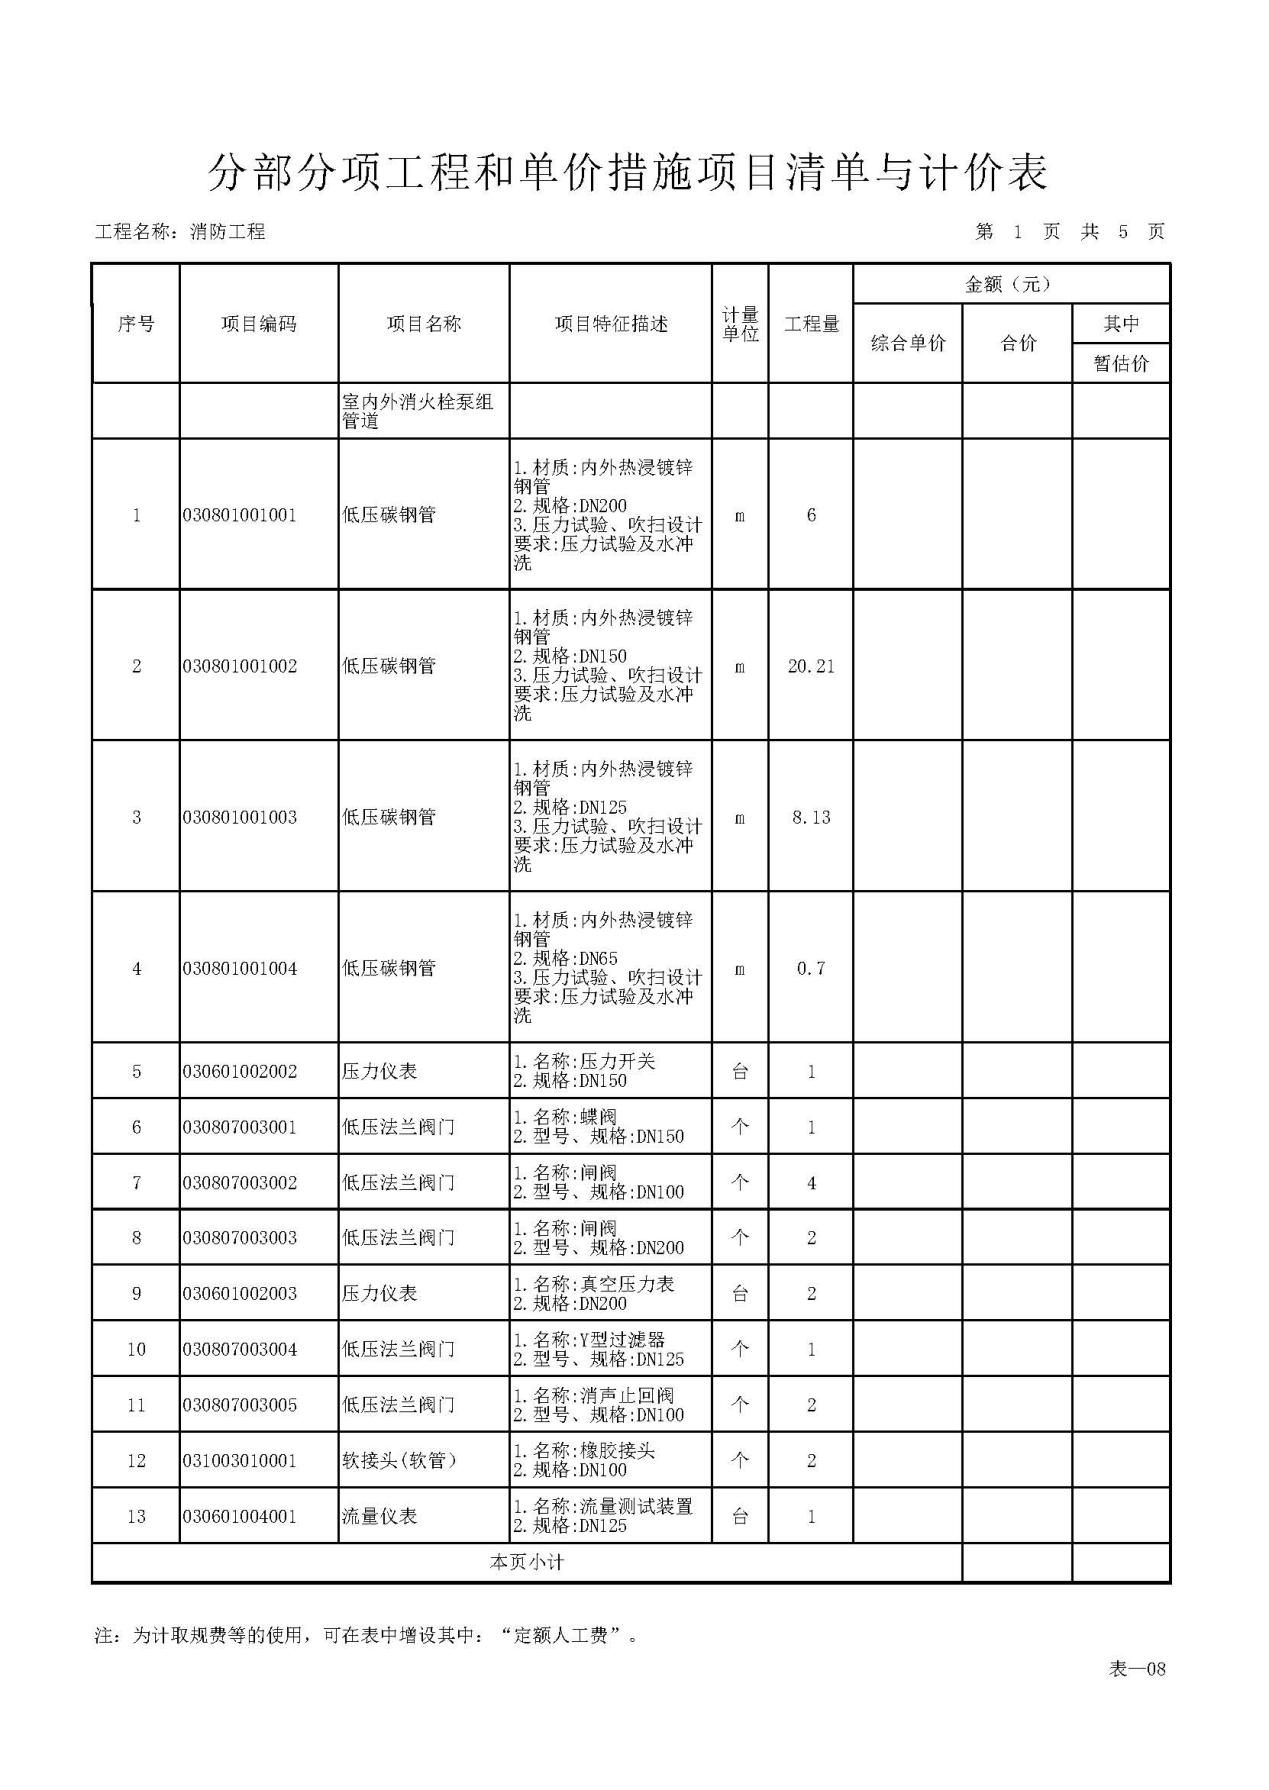 分部分项工程和单价措施项目清单与计价表
工程名称：消防工程
第 1 页 共 5 页
序号 项目编码 项目名称 项目特征描述 计量单位 工程量 金额（元）
综合单价 合价 其中
暂估价
室内外消火栓泵组
管道
1 030801001001 低压碳钢管 1.材质:内外热浸镀锌
钢管
2.规格:DN200
3.压力试验、吹扫设计
要求:压力试验及水冲
洗 m 6
2 030801001002 低压碳钢管 1.材质:内外热浸镀锌
钢管
2.规格:DN150
3.压力试验、吹扫设计
要求:压力试验及水冲
洗 m 20.21
3 030801001003 低压碳钢管 1.材质:内外热浸镀锌
钢管
2.规格:DN125
3.压力试验、吹扫设计
要求:压力试验及水冲
洗 m 8.13
4 030801001004 低压碳钢管 1.材质:内外热浸镀锌
钢管
2.规格:DN65
3.压力试验、吹扫设计
要求:压力试验及水冲
洗 m 0.7
5 030601002002 压力仪表 1.名称:压力开关
2.规格:DN150 台 1
6 030807003001 低压法兰阀门 1.名称:蝶阀
2.型号、规格:DN150 个 1
7 030807003002 低压法兰阀门 1.名称:闸阀
2.型号、规格:DN100 个 4
8 030807003003 低压法兰阀门 1.名称:闸阀
2.型号、规格:DN200 个 2
9 030601002003 压力仪表 1.名称:真空压力表
2.规格:DN200 台 2
10 030807003004 低压法兰阀门 1.名称:Y型过滤器
2.型号、规格:DN125 个 1
11 030807003005 低压法兰阀门 1.名称:消声止回阀
2.型号、规格:DN100 个 2
12 031003010001 软接头(软管) 1.名称:橡胶接头
2.规格:DN100 个 2
13 030601004001 流量仪表 1.名称:流量测试装置
2.规格:DN125 台 1
本页小计
注：为计取规费等的使用，可在表中增设其中：“定额人工费”。
表—08